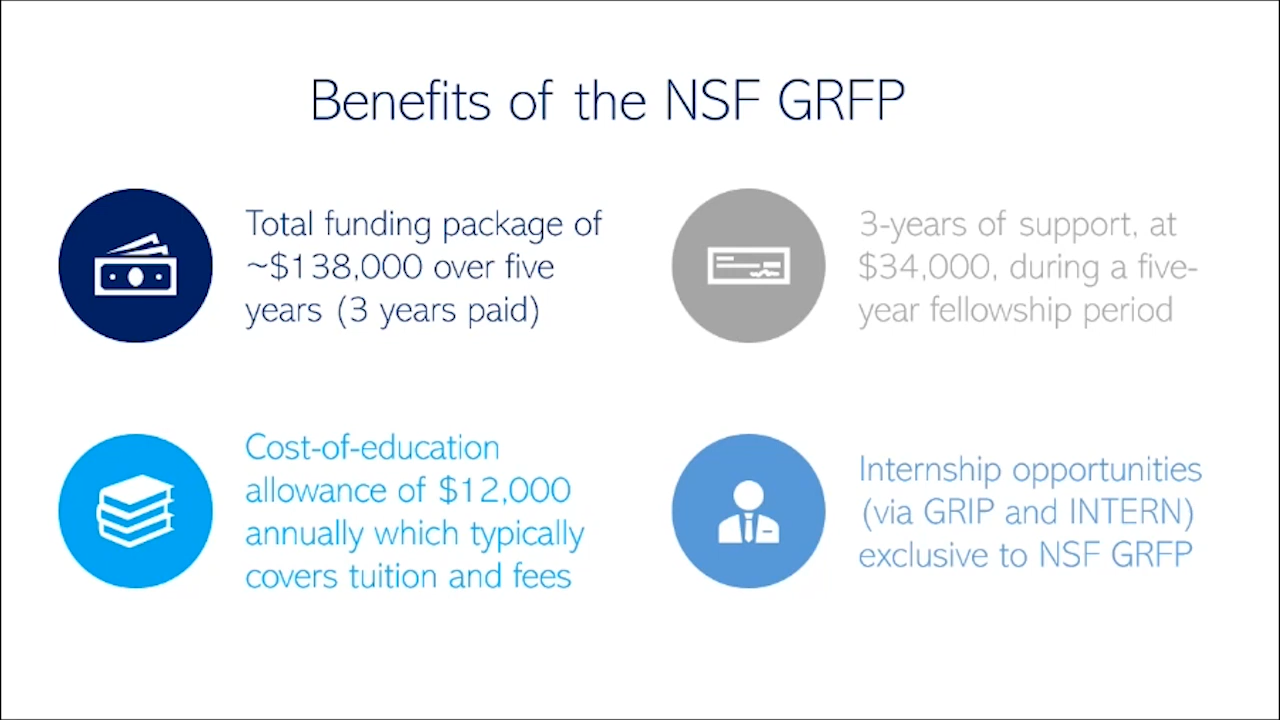 Benefits of the NSF GRFP
Total funding package of
~$138,000 over five
years (3 years paid)
3-years of support, at
$34,000, during a five-
year fellowship period
Cost-of-education
allowance of $12,000
annually which typically
covers tuition and fees
Internship opportunities
(via GRIP and INTERN)
exclusive to NSF GRFP